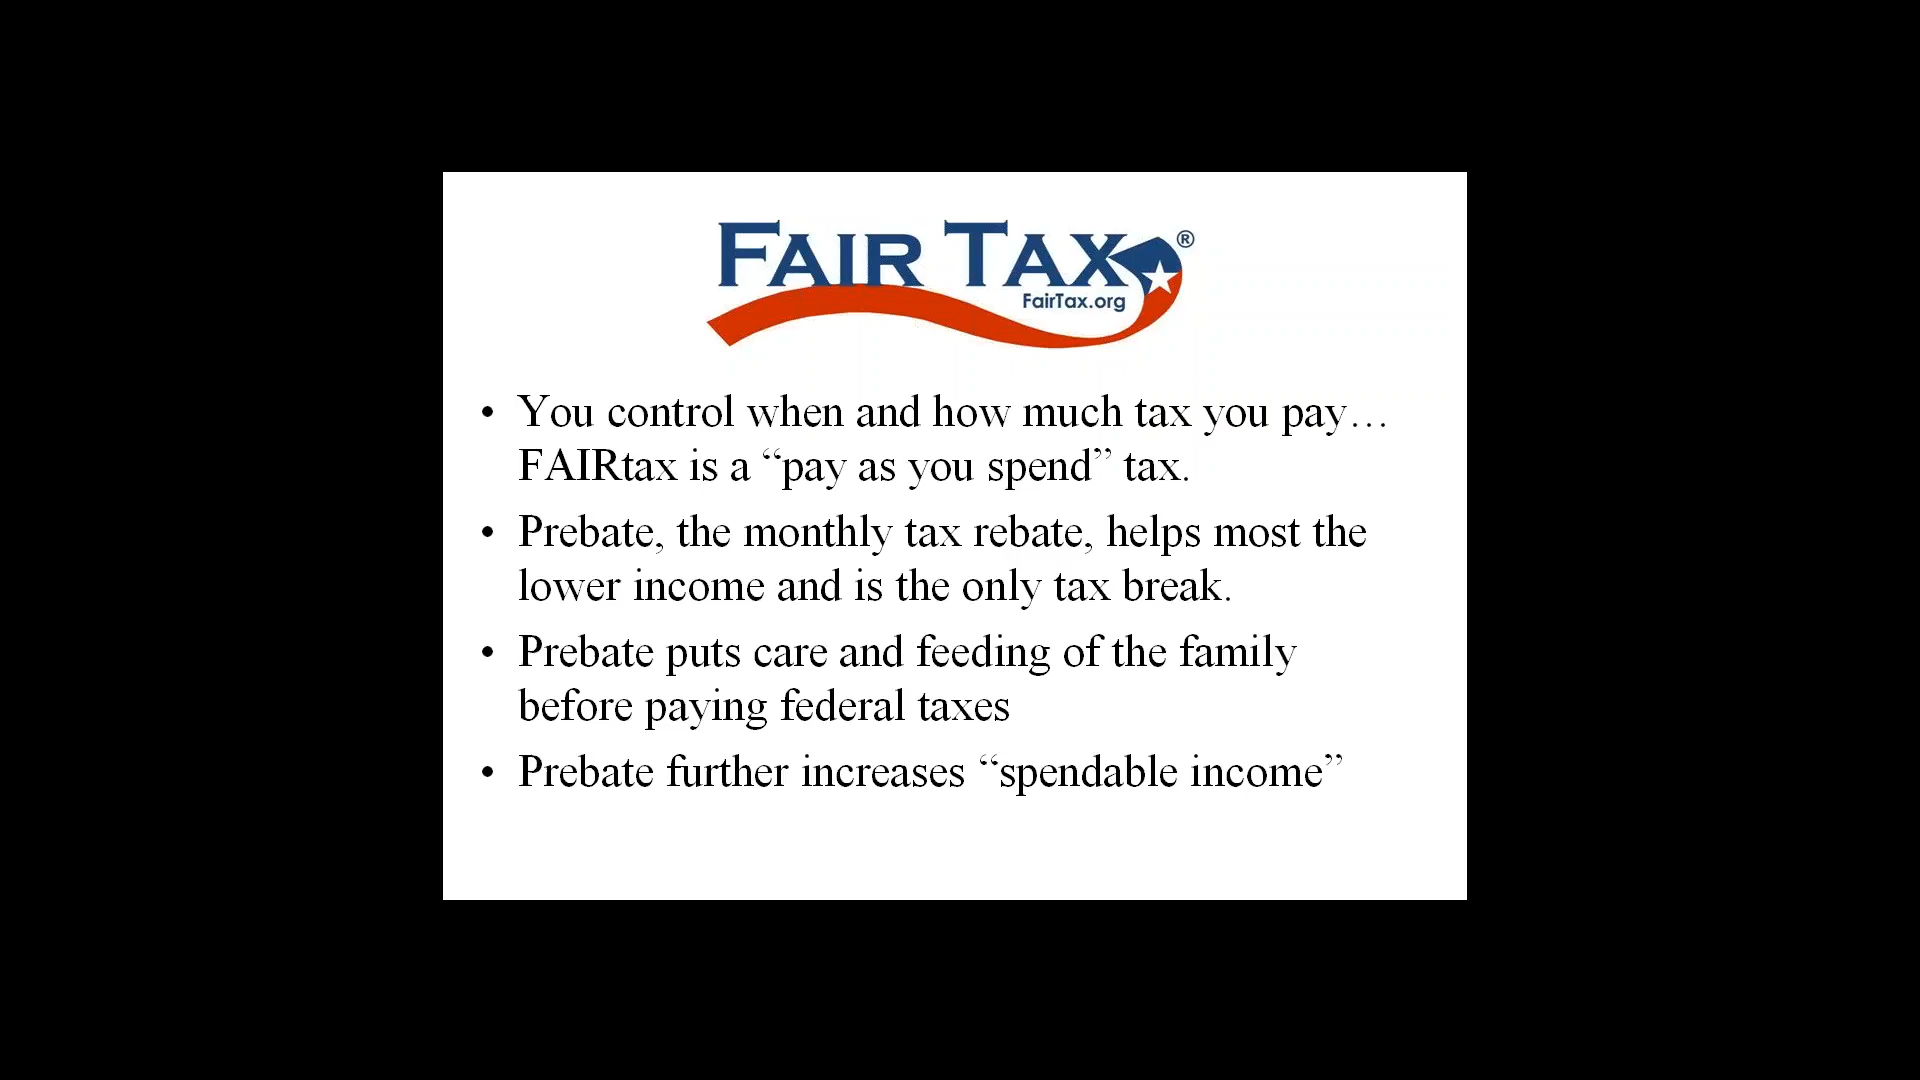 FAIR TAX®
FairTax.org
• You control when and how much tax you pay…
FAIRtax is a “pay as you spend” tax.
• Prebate, the monthly tax rebate, helps most the
lower income and is the only tax break.
• Prebate puts care and feeding of the family
before paying federal taxes
• Prebate further increases “spendable income”